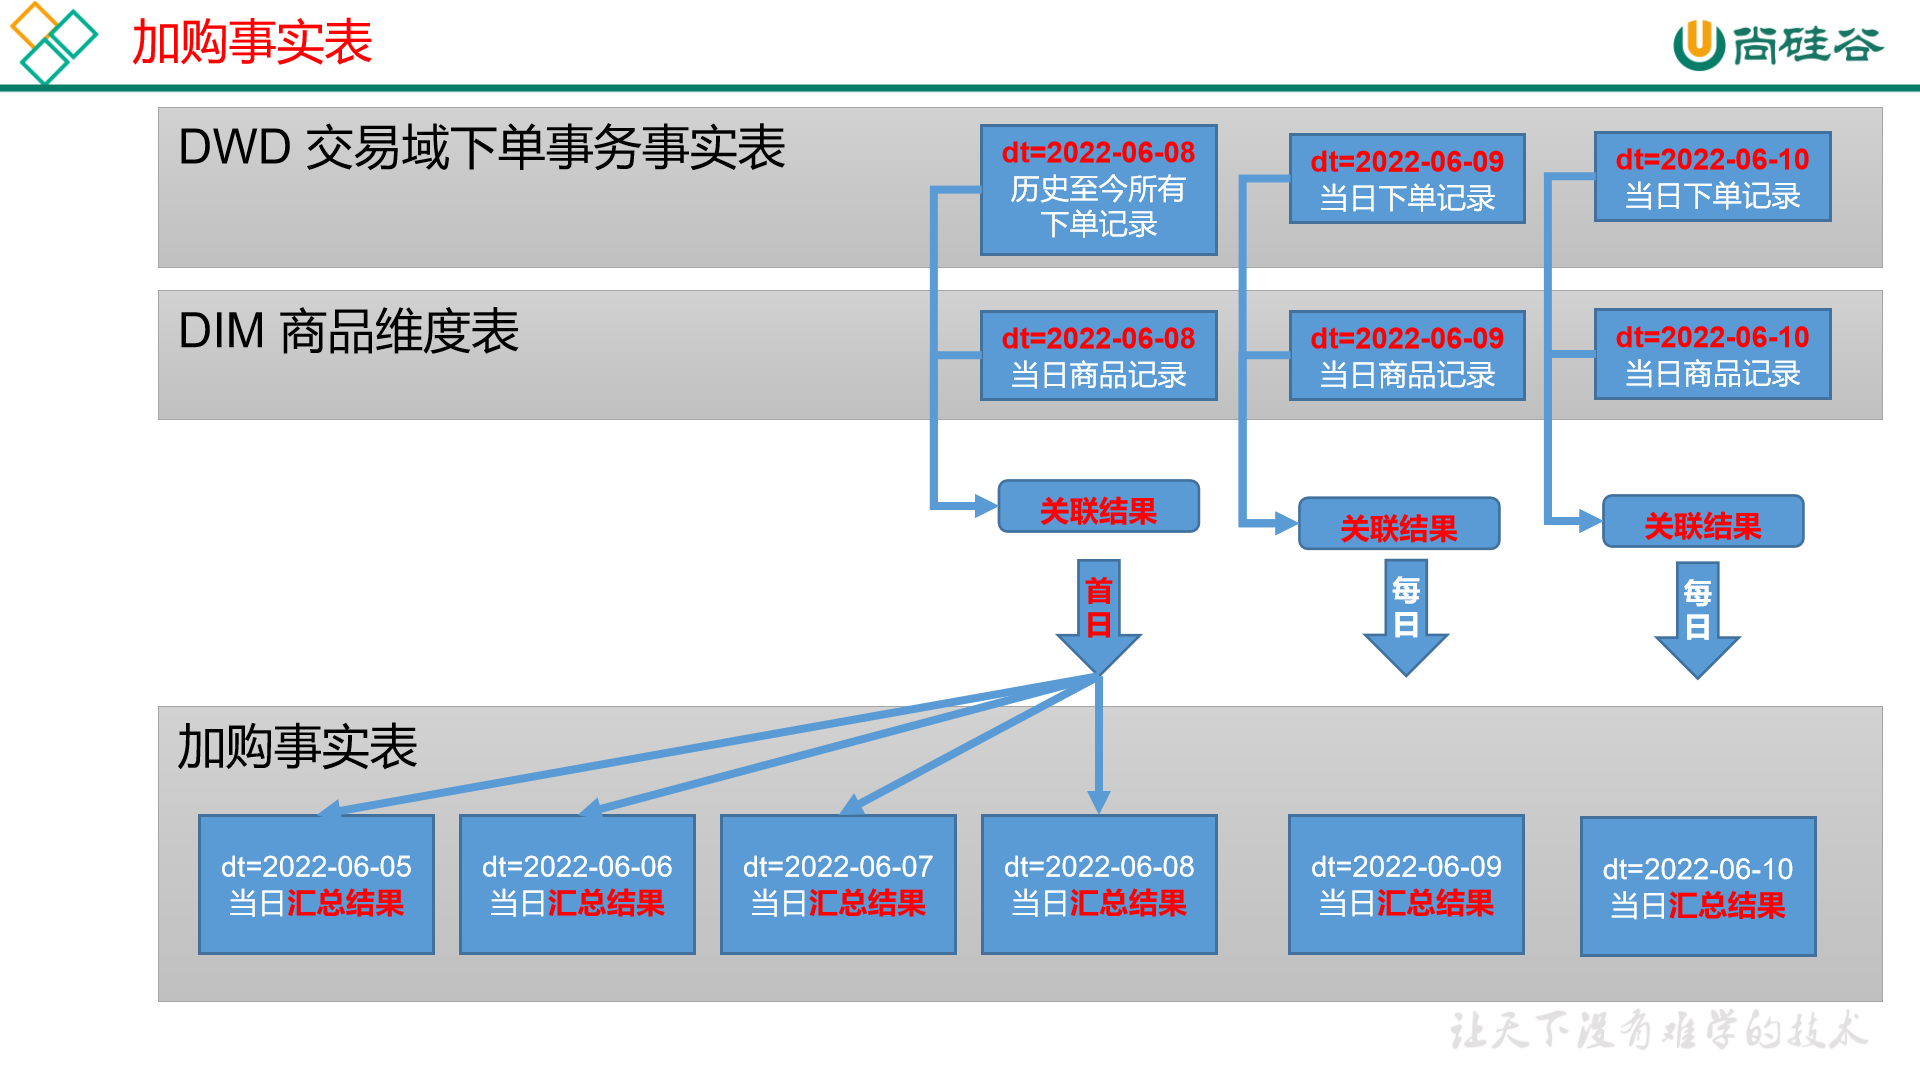 加购事实表
尚硅谷
DWD 交易域下单事务事实表
dt=2022-06-08
历史至今所有
下单记录
dt=2022-06-09
当日下单记录
dt=2022-06-10
当日下单记录
DIM 商品维度表
dt=2022-06-08
当日商品记录
dt=2022-06-09
当日商品记录
dt=2022-06-10
当日商品记录
关联结果
关联结果
关联结果
首
日
每
日
每
日
加购事实表
dt=2022-06-05
当日汇总结果
dt=2022-06-06
当日汇总结果
dt=2022-06-07
当日汇总结果
dt=2022-06-08
当日汇总结果
dt=2022-06-09
当日汇总结果
dt=2022-06-10
当日汇总结果
让天下没有难学的技术